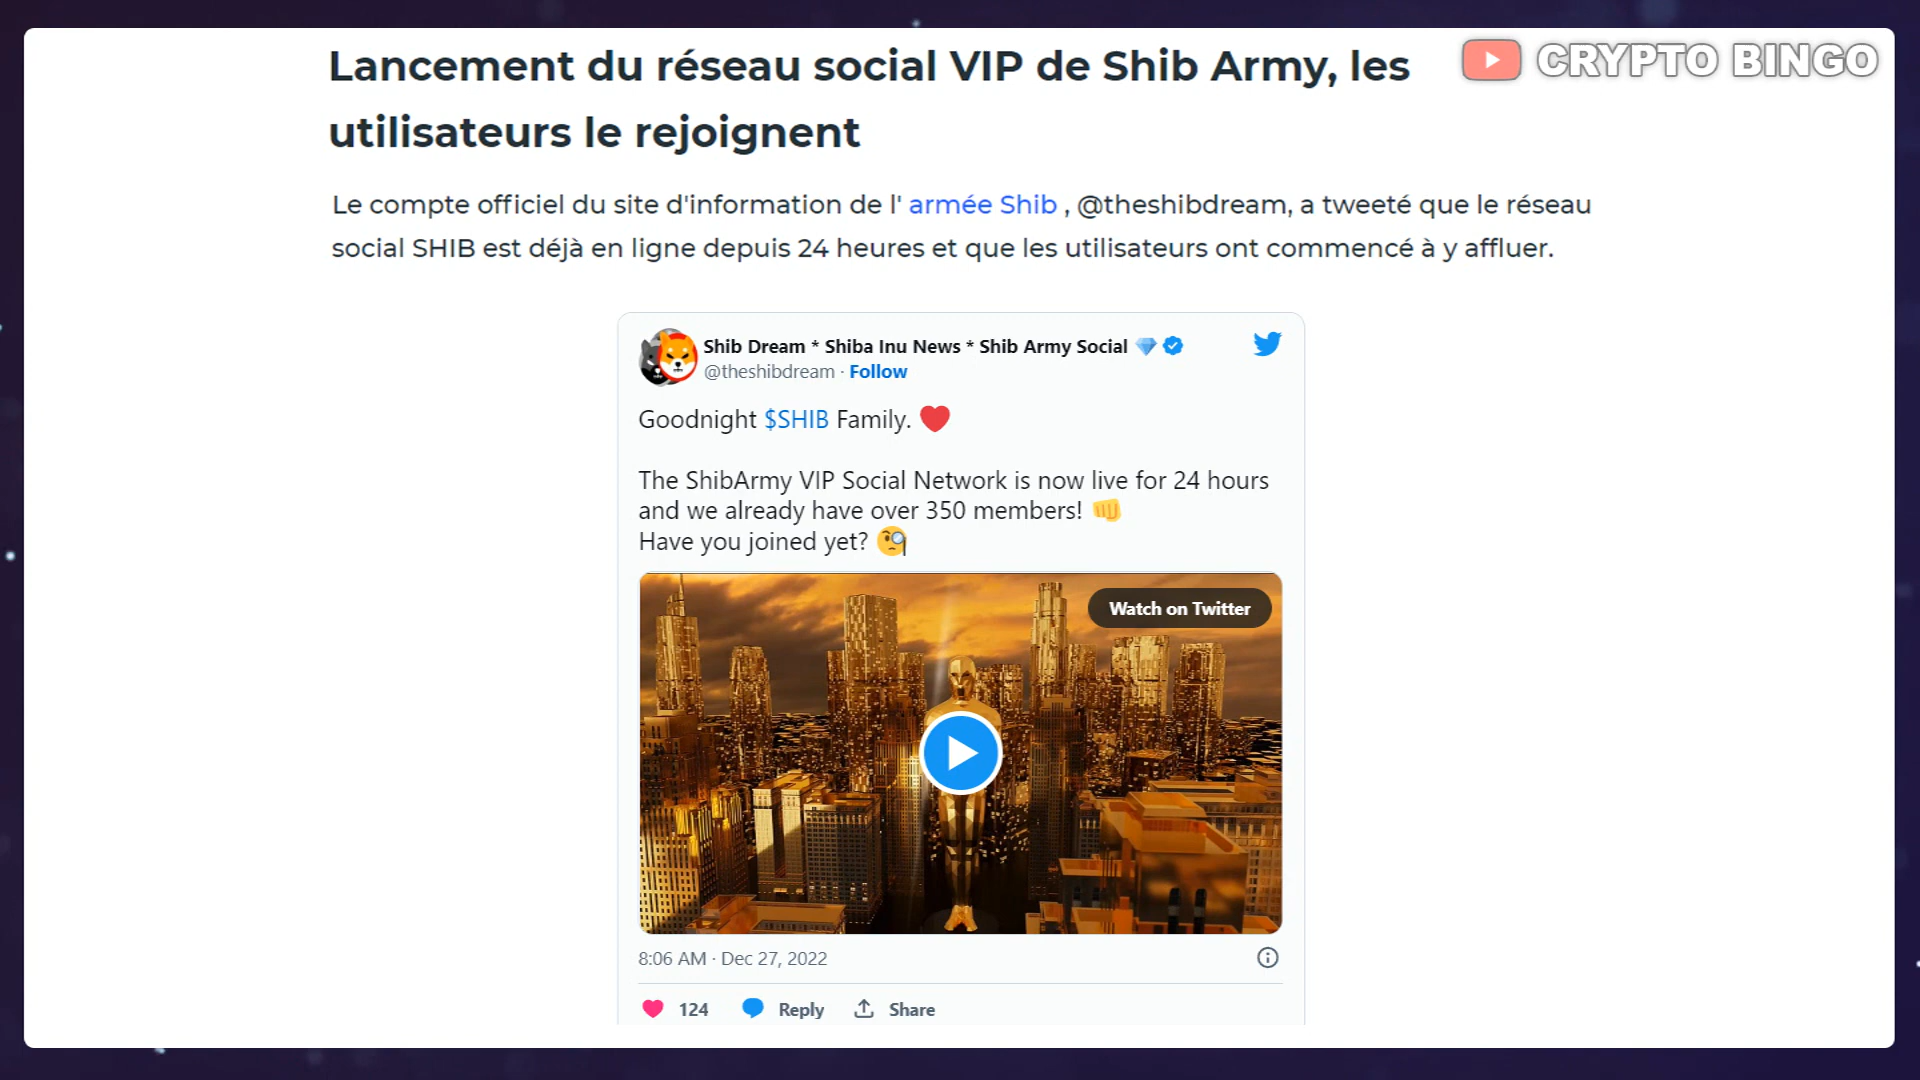 Lancement du réseau social VIP de Shib Army, les
utilisateurs le rejoignent
CRYPTO BINGO
Le compte officiel du site d'information de l' armée Shib , @theshibdream, a tweeté que le réseau
social SHIB est déjà en ligne depuis 24 heures et que les utilisateurs ont commencé à y affluer.
Shib Dream * Shiba Inu News * Shib Army Social
@theshibdream · Follow
Goodnight $SHIB Family.
The ShibArmy VIP Social Network is now live for 24 hours
and we already have over 350 members!
Have you joined yet?
Watch on Twitter
8:06 AM · Dec 27, 2022
124 Reply Share